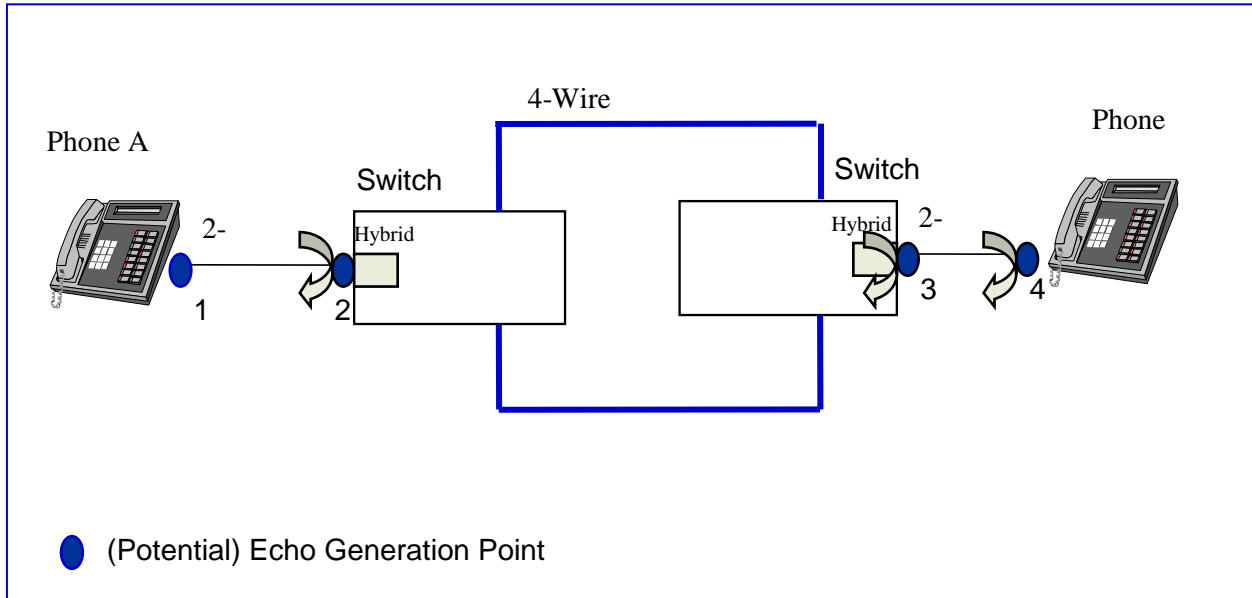 4-Wire
Phone A
Phone
Switch
Switch
2-
Hybrid
Hybrid
2-
1
2
3
4
(Potential) Echo Generation Point